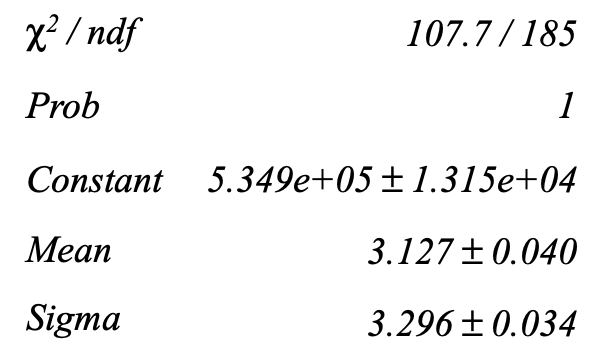 χ² / ndf 107.7 / 185
Prob 1
Constant 5.349e+05 ± 1.315e+04
Mean 3.127 ± 0.040
Sigma 3.296 ± 0.034